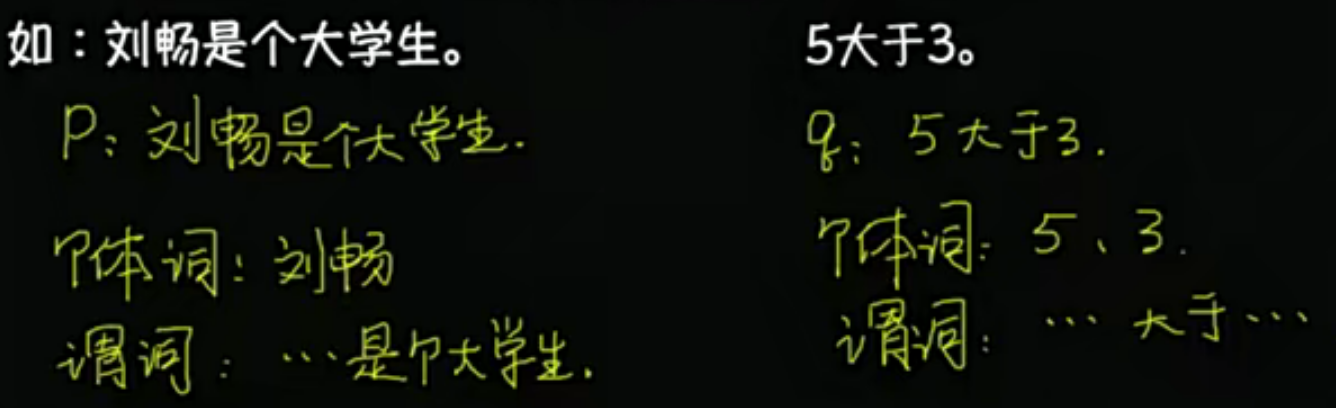 如：刘畅是个大学生。
P：刘畅是个大学生.
个体词：刘畅
谓词：…是个大学生.
5大于3。
q：5大于3.
个体词：5、3.
谓词：…大于…